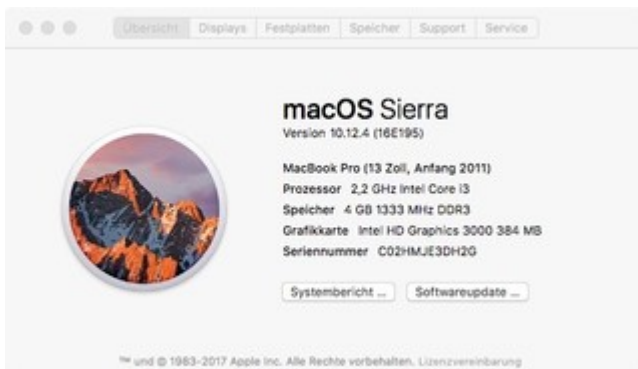 Übersicht Displays Festplatten Speicher Support Service
macOS Sierra
Version 10.12.4 (16E195)
MacBook Pro (13 Zoll, Anfang 2011)
Prozessor 2,2 GHz Intel Core i3
Speicher 4 GB 1333 MHz DDR3
Grafikkarte Intel HD Graphics 3000 384 MB
Seriennummer C02HMJE3DH2G
Systembericht ... Softwareupdate ...
™ und © 1983-2017 Apple Inc. Alle Rechte vorbehalten. Lizenzvereinbarung